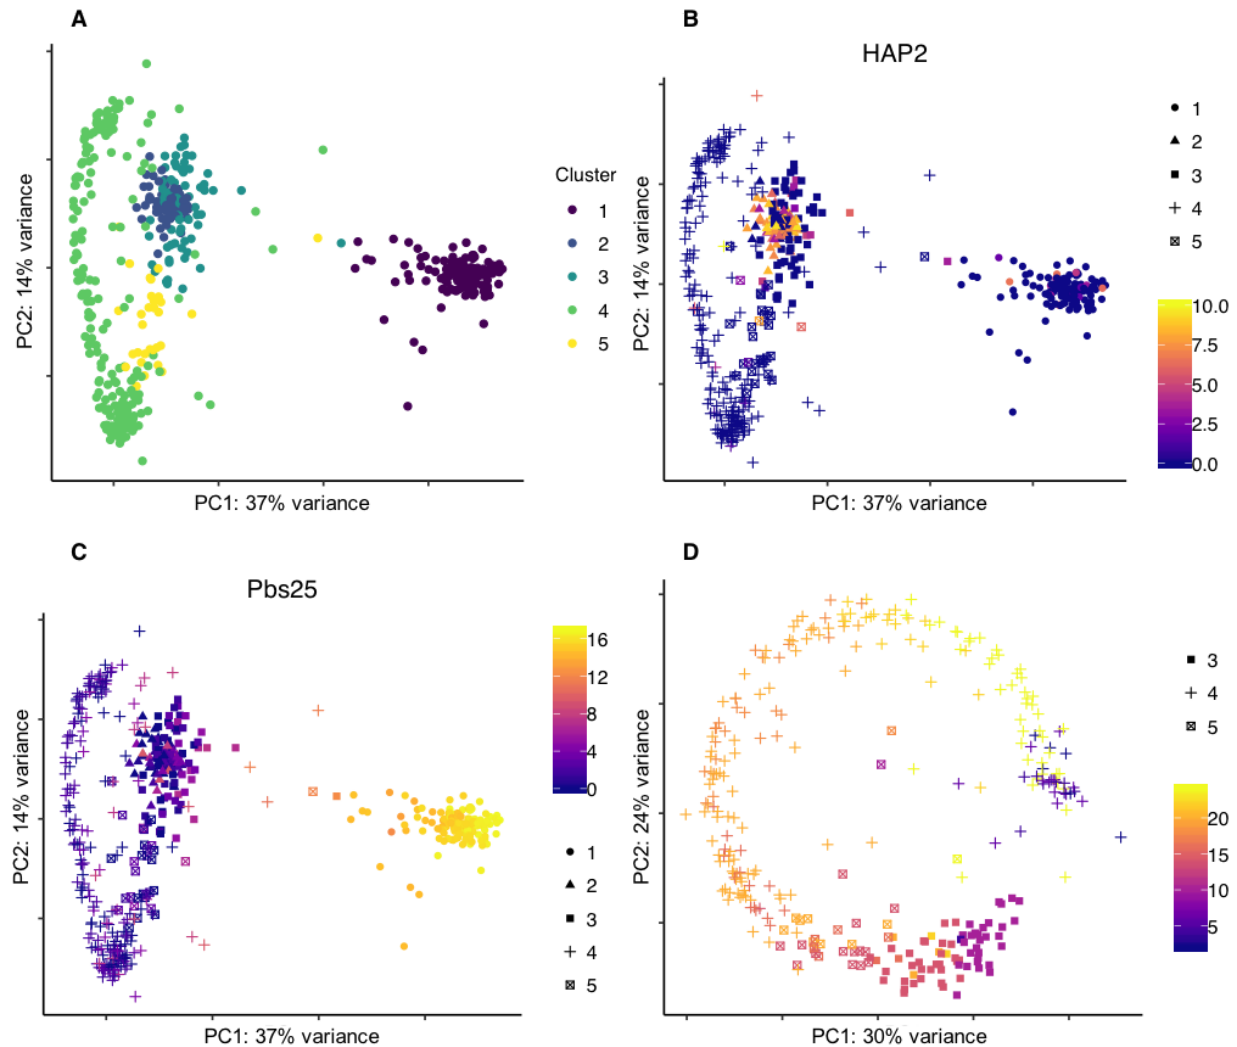 A
PC2: 14% variance
PC1: 37% variance
Cluster
1
2
3
4
5
B
HAP2
PC2: 14% variance
PC1: 37% variance
1
2
3
4
5
10.0
7.5
5.0
2.5
0.0
C
Pbs25
PC2: 14% variance
PC1: 37% variance
16
12
8
4
0
1
2
3
4
5
D
PC2: 24% variance
PC1: 30% variance
3
4
5
20
15
10
5